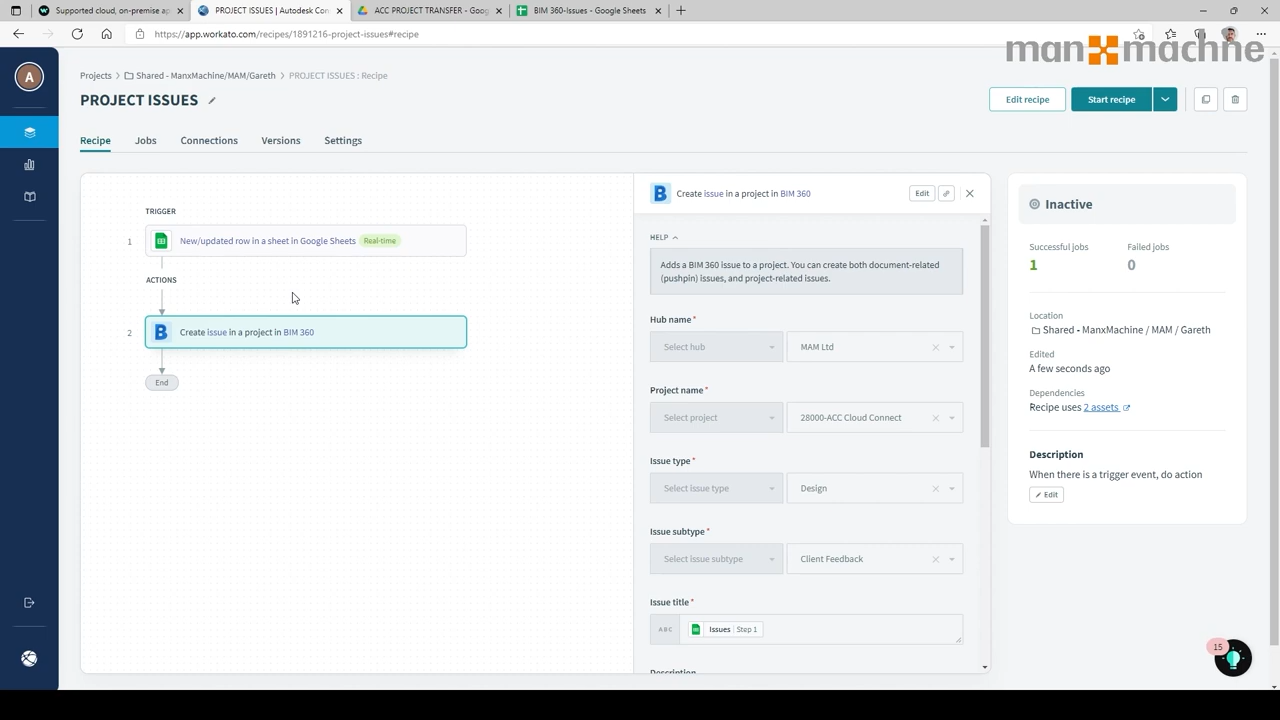 Supported cloud, on-premise ap
PROJECT ISSUES | Autodesk Con
ACC PROJECT TRANSFER - Goog
BIM 360-Issues - Google Sheets
https://app.workato.com/recipes/1891216-project-issues#recipe
man machine
A
Projects > Shared - ManxMachine/MAM/Gareth > PROJECT ISSUES : Recipe
PROJECT ISSUES
Edit recipe
Start recipe
Recipe
Jobs
Connections
Versions
Settings
TRIGGER
1
New/updated row in a sheet in Google Sheets
Real-time
ACTIONS
2
B
Create issue in a project in BIM 360
End
B
Create issue in a project in BIM 360
Edit
HELP
Adds a BIM 360 issue to a project. You can create both document-related
(pushpin) issues, and project-related issues.
Hub name*
Select hub
MAM Ltd
Project name*
Select project
28000-ACC Cloud Connect
Issue type*
Select issue type
Design
Issue subtype*
Select issue subtype
Client Feedback
Issue title*
ABC
Issues | Step 1
Description
Inactive
Successful jobs
Failed jobs
1
0
Location
Shared - ManxMachine / MAM / Gareth
Edited
A few seconds ago
Dependencies
Recipe uses 2 assets
Description
When there is a trigger event, do action
Edit
15